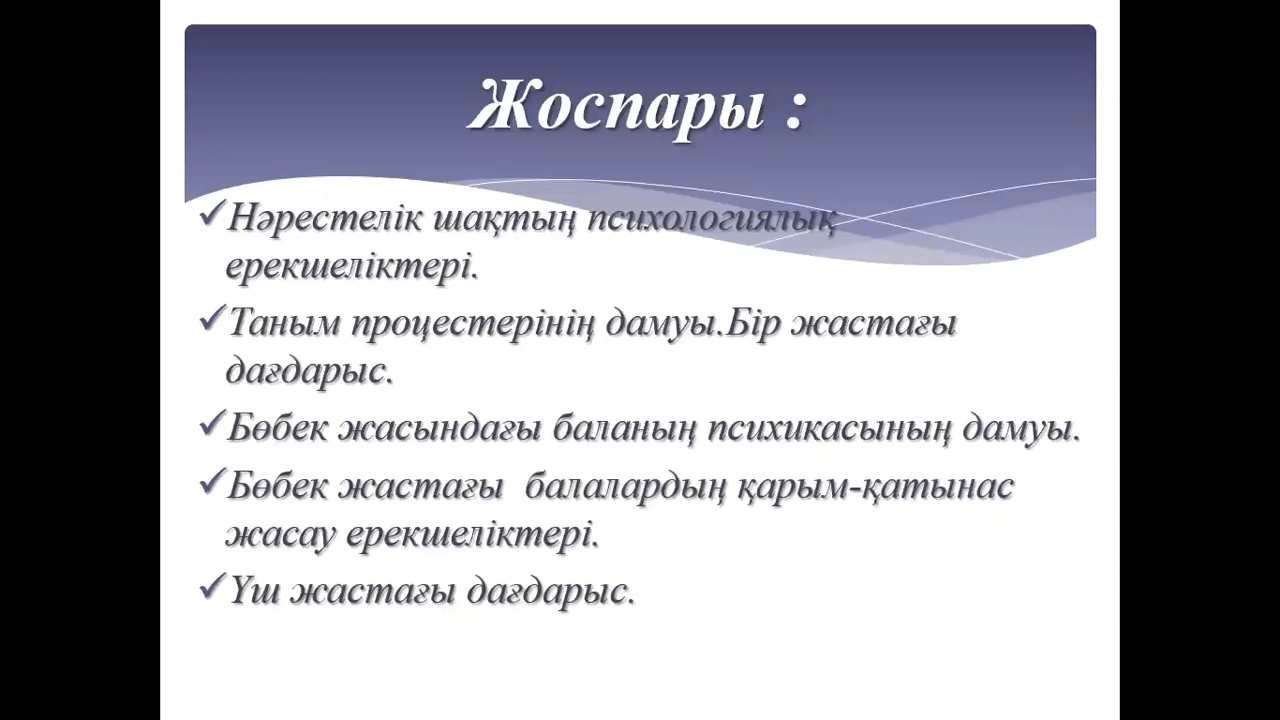 Жоспары :
Нәрестелік шақтың психологиялық
ерекшеліктері.
Таным процестерінің дамуы.Бір жастағы
дағдарыс.
Бөбек жасындағы баланың психикасының дамуы.
Бөбек жастағы  балалардың қарым-қатынас
жасау ерекшеліктері.
Үш жастағы дағдарыс.